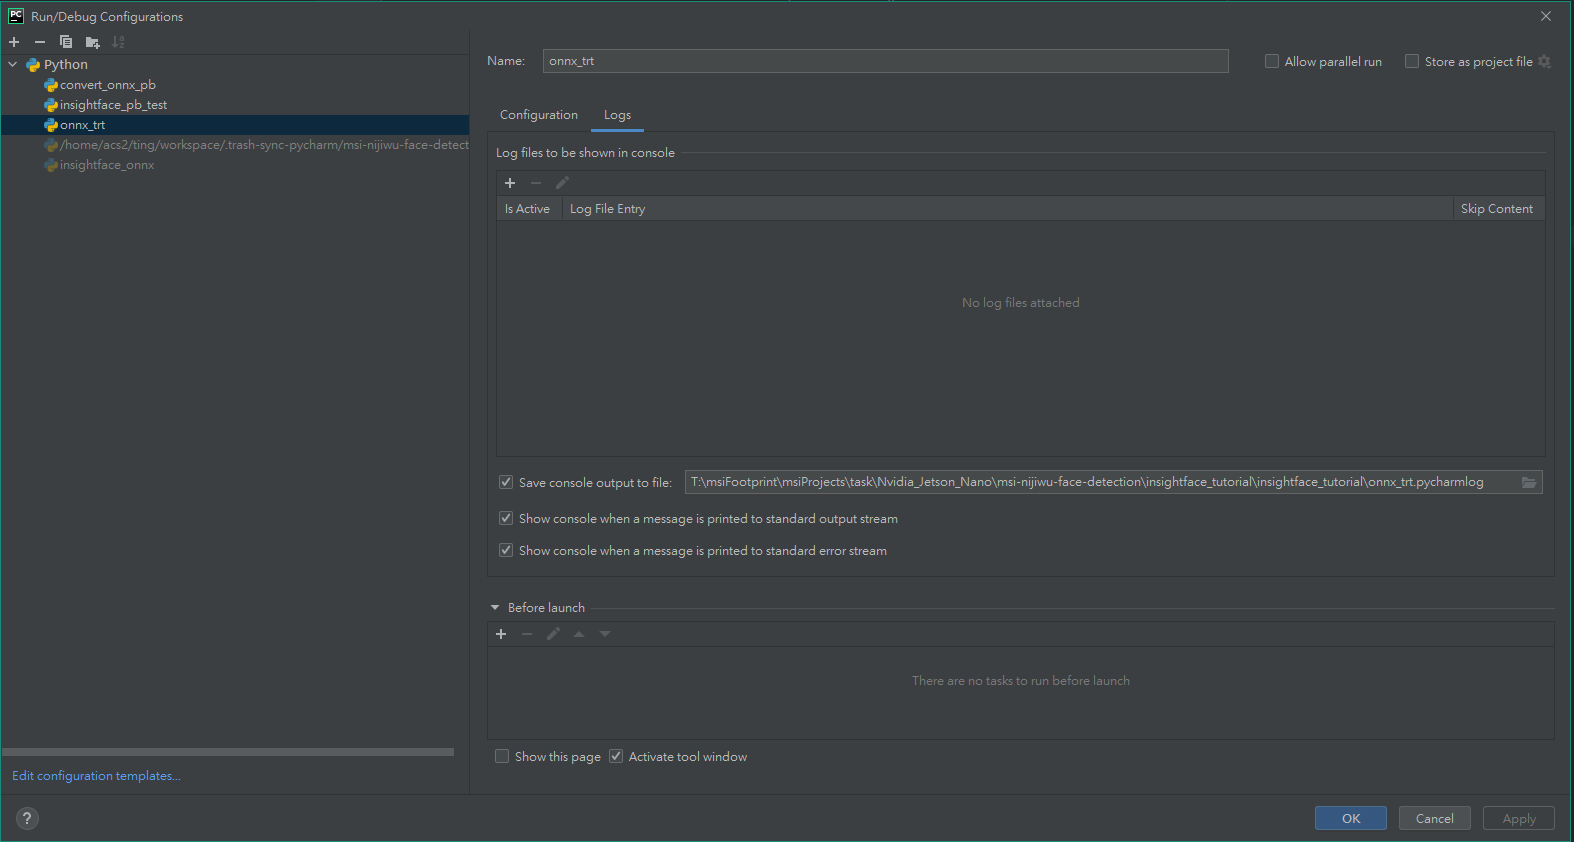 PC Run/Debug Configurations
Python
convert_onnx_pb
insightface_pb_test
onnx_trt
/home/acs2/ting/workspace/.trash-sync-pycharm/msi-nijiwu-face-detect
insightface_onnx
Edit configuration templates...
Name: onnx_trt Allow parallel run Store as project file
Configuration Logs
Log files to be shown in console
Is Active Log File Entry Skip Content
No log files attached
Save console output to file: T:\msiFootprint\msiProjects\task\Nvidia_Jetson_Nano\msi-nijiwu-face-detection\insightface_tutorial\insightface_tutorial\onnx_trt.pycharmlog
Show console when a message is printed to standard output stream
Show console when a message is printed to standard error stream
Before launch
There are no tasks to run before launch
Show this page Activate tool window
? OK Cancel Apply